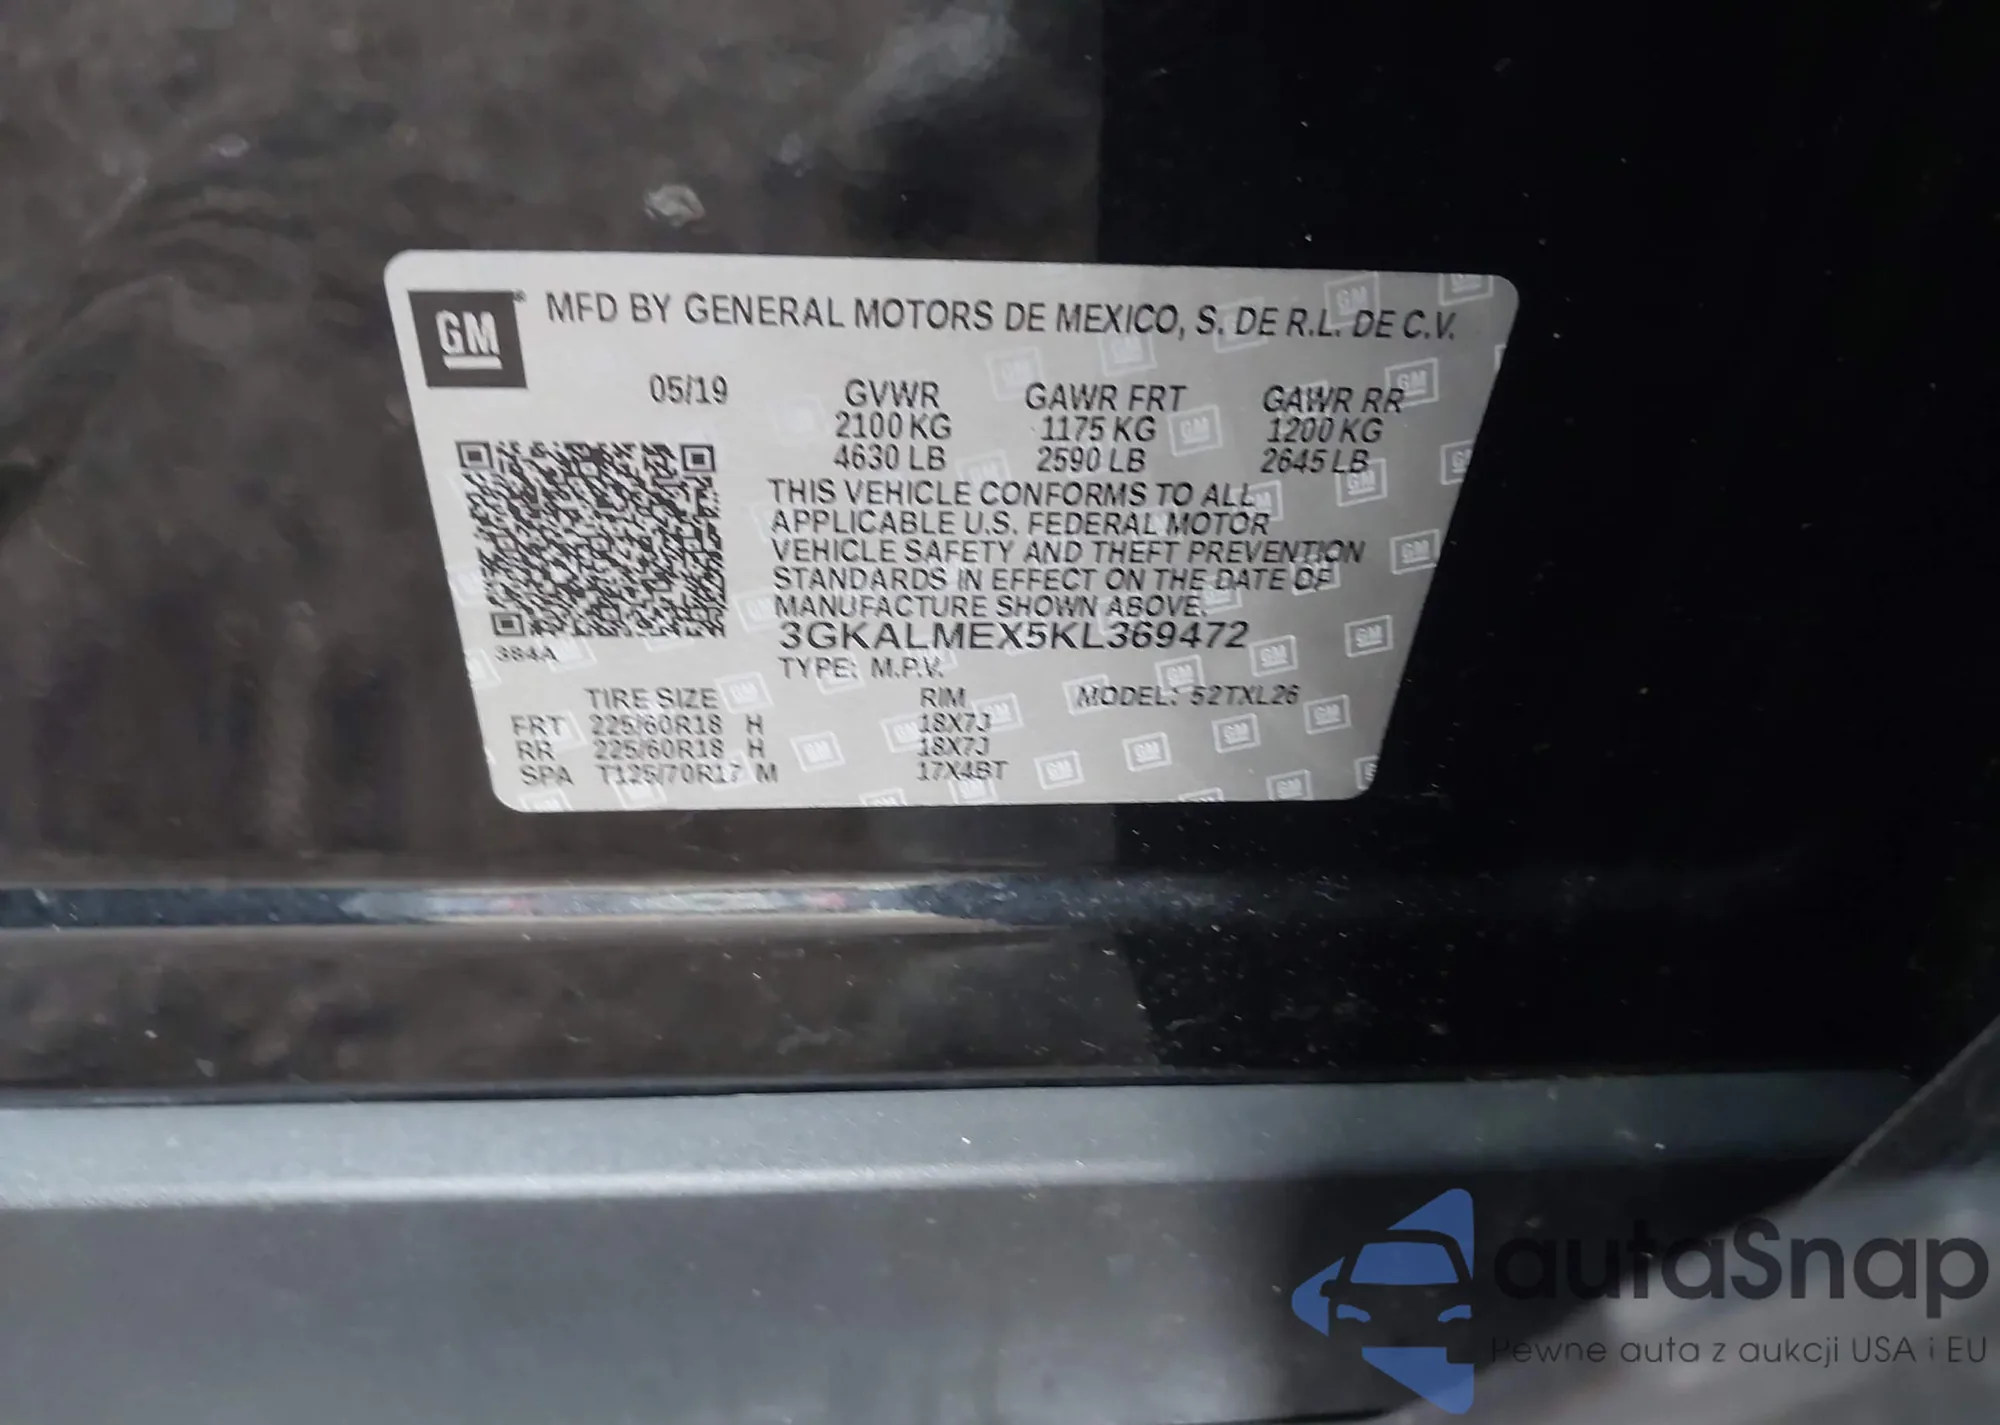 GM
MFD BY GENERAL MOTORS DE MEXICO, S. DE R.L. DE C.V.
05/19 GVWR GAWR FRT GAWR RR
2100 KG 1175 KG 1200 KG
4630 LB 2590 LB 2645 LB
THIS VEHICLE CONFORMS TO ALL
APPLICABLE U.S. FEDERAL MOTOR
VEHICLE SAFETY AND THEFT PREVENTION
STANDARDS IN EFFECT ON THE DATE OF
MANUFACTURE SHOWN ABOVE.
3GKALMEX5KL369472
384A
TYPE: M.P.V.
TIRE SIZE RIM MODEL: 52TXL26
FRT 225/60R18 H 18X7J
RR 225/60R18 H 18X7J
SPA T125/70R17 M 17X4BT
autaSnap
Pewne auta z aukcji USA i EU